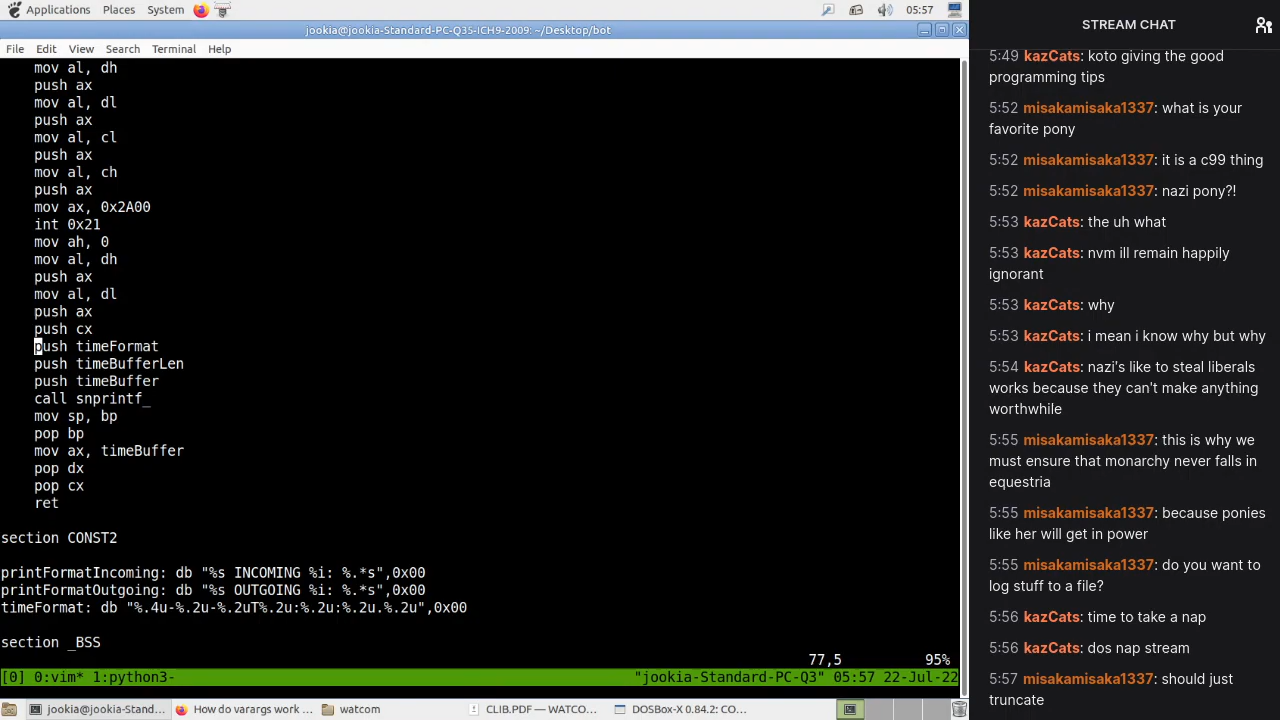 Applications Places System 05:57
jookia@jookia-Standard-PC-Q35-ICH9-2009: ~/Desktop/bot
File Edit View Search Terminal Help
mov al, dh
push ax
mov al, dl
push ax
mov al, cl
push ax
mov al, ch
push ax
mov ax, 0x2A00
int 0x21
mov ah, 0
mov al, dh
push ax
mov al, dl
push ax
push cx
push timeFormat
push timeBufferLen
push timeBuffer
call snprintf_
mov sp, bp
pop bp
mov ax, timeBuffer
pop dx
pop cx
ret
section CONST2
printFormatIncoming: db "%s INCOMING %i: %.*s",0x00
printFormatOutgoing: db "%s OUTGOING %i: %.*s",0x00
timeFormat: db "%.4u-%.2u-%.2uT%.2u:%.2u:%.2u.%.2u",0x00
section _BSS
77,5 95%
[0] 0:vim* 1:python3- "jookia-Standard-PC-Q3" 05:57 22-Jul-22
jookia@jookia-Stand... How do varargs work ... watcom CLIB.PDF — WATCO... DOSBox-X 0.84.2: CO...
STREAM CHAT
5:49 kazCats: koto giving the good
programming tips
5:52 misakamisaka1337: what is your
favorite pony
5:52 misakamisaka1337: it is a c99 thing
5:52 misakamisaka1337: nazi pony?!
5:53 kazCats: the uh what
5:53 kazCats: nvm ill remain happily
ignorant
5:53 kazCats: why
5:53 kazCats: i mean i know why but why
5:54 kazCats: nazi's like to steal liberals
works because they can't make anything
worthwhile
5:55 misakamisaka1337: this is why we
must ensure that monarchy never falls in
equestria
5:55 misakamisaka1337: because ponies
like her will get in power
5:55 misakamisaka1337: do you want to
log stuff to a file?
5:56 kazCats: time to take a nap
5:56 kazCats: dos nap stream
5:57 misakamisaka1337: should just
truncate